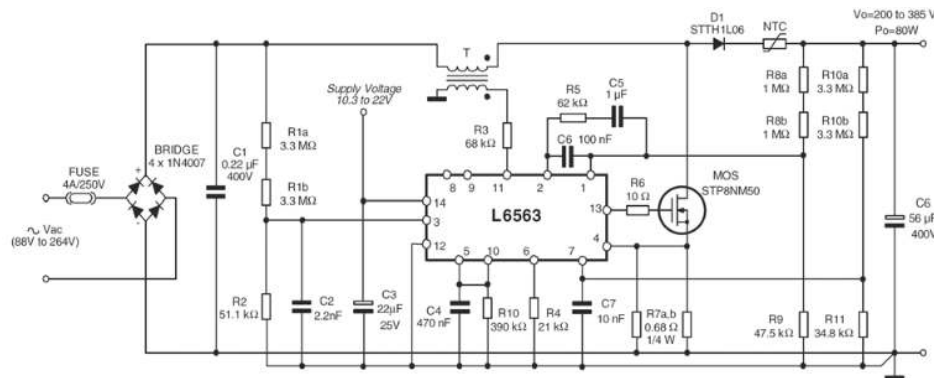 Vo=200 to 385 V
Po=80W
D1
STTH1L06
NTC
T
Supply Voltage
10.3 to 22V
R8a
1 MΩ
R10a
3.3 MΩ
R5
62 kΩ
C5
1 µF
R8b
1 MΩ
R10b
3.3 MΩ
R1a
3.3 MΩ
R3
68 kΩ
C6
100 nF
BRIDGE
4 x 1N4007
C1
0.22 µF
400V
FUSE
4A/250V
+
-
R1b
3.3 MΩ
MOS
STP8NM50
8
9
11
2
1
R6
10 Ω
14
L6563
13
3
12
4
C6
56 µF
400V
~ Vac
(88V to 264V)
5
10
6
7
R2
51.1 kΩ
C2
2.2nF
C3
22µF
25V
C4
470 nF
R10
390 kΩ
R4
21 kΩ
C7
10 nF
R7a,b
0.68 Ω
1/4 W
R9
47.5 kΩ
R11
34.8 kΩ